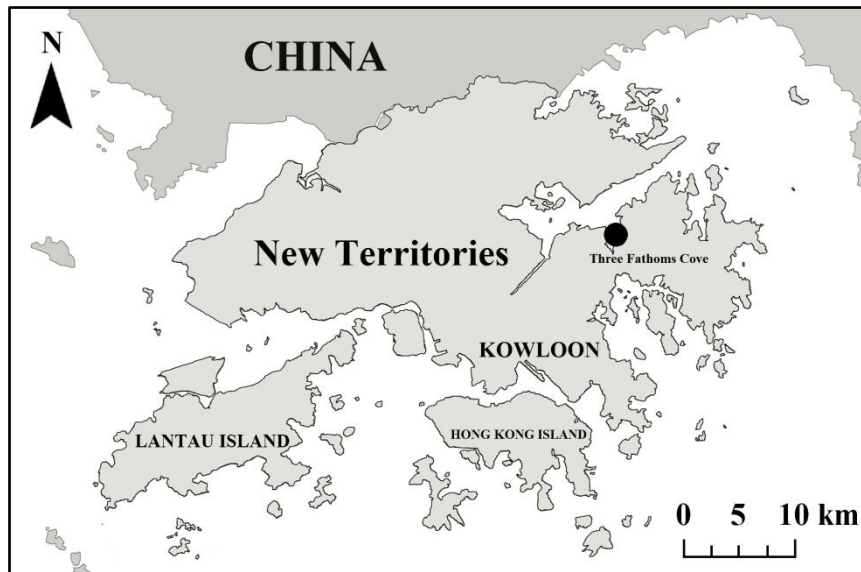 CHINA
N
New Territories
Three Fathoms Cove
KOWLOON
LANTAU ISLAND
HONG KONG ISLAND
0 5 10 km